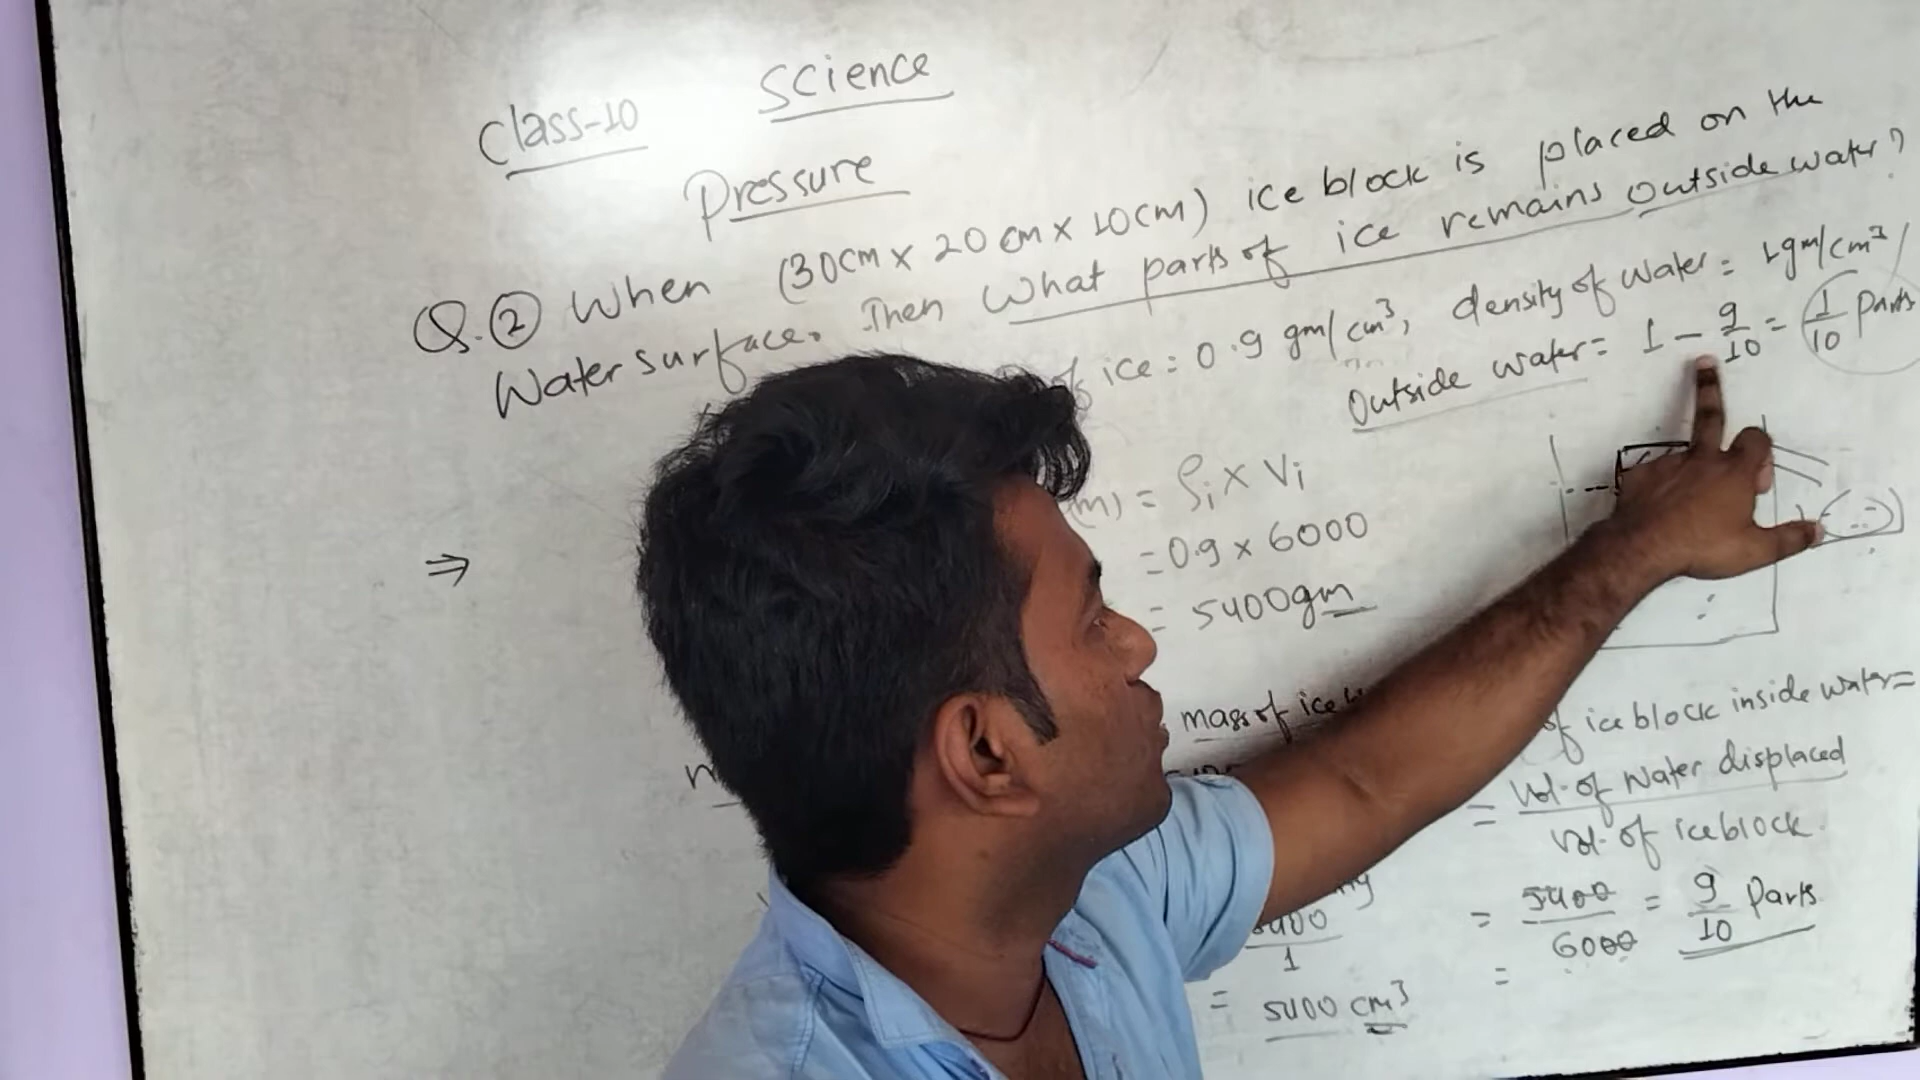 Class-10 Science
Pressure
Q.② When (30cm x 20cm x 10cm) ice block is placed on the
Water surface. Then what parts of ice remains outside water?
of ice = 0.9 gm/cm³, density of water = 1gm/cm³/
Outside water = 1 - 9/10 = 1/10 parts
⇒ (m) = ρi x Vi
= 0.9 x 6000
= 5400gm
mass of ice
of ice block inside water =
= vol. of water displaced / vol. of ice block.
5400/1
= 5400 cm³
= 5400/6000 = 9/10 Parts
=